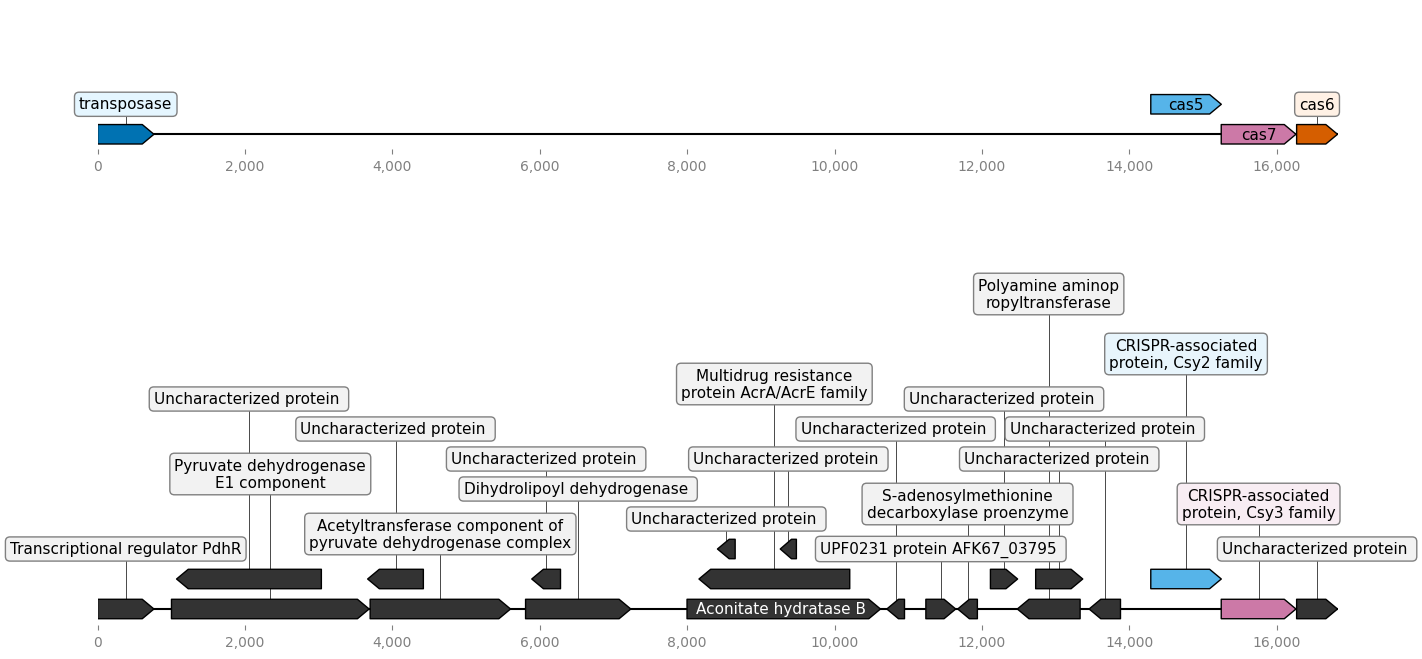 transposase
cas5
cas6
cas7
0 2,000 4,000 6,000 8,000 10,000 12,000 14,000 16,000
Polyamine aminop
ropyltransferase
CRISPR-associated
protein, Csy2 family
Multidrug resistance
protein AcrA/AcrE family
Uncharacterized protein
Uncharacterized protein
Uncharacterized protein
Uncharacterized protein
Uncharacterized protein
Pyruvate dehydrogenase
E1 component
Uncharacterized protein
Uncharacterized protein
Uncharacterized protein
Dihydrolipoyl dehydrogenase
S-adenosylmethionine
decarboxylase proenzyme
CRISPR-associated
protein, Csy3 family
Acetyltransferase component of
pyruvate dehydrogenase complex
Uncharacterized protein
Transcriptional regulator PdhR
UPF0231 protein AFK67_03795
Uncharacterized protein
Aconitate hydratase B
0 2,000 4,000 6,000 8,000 10,000 12,000 14,000 16,000